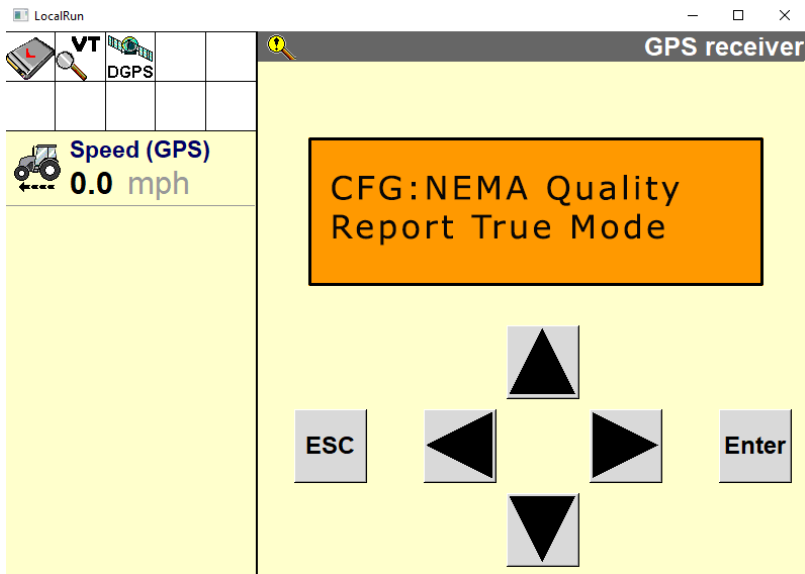 LocalRun
VT
DGPS
GPS receiver
Speed (GPS)
0.0 mph
CFG:NEMA Quality
Report True Mode
ESC
Enter